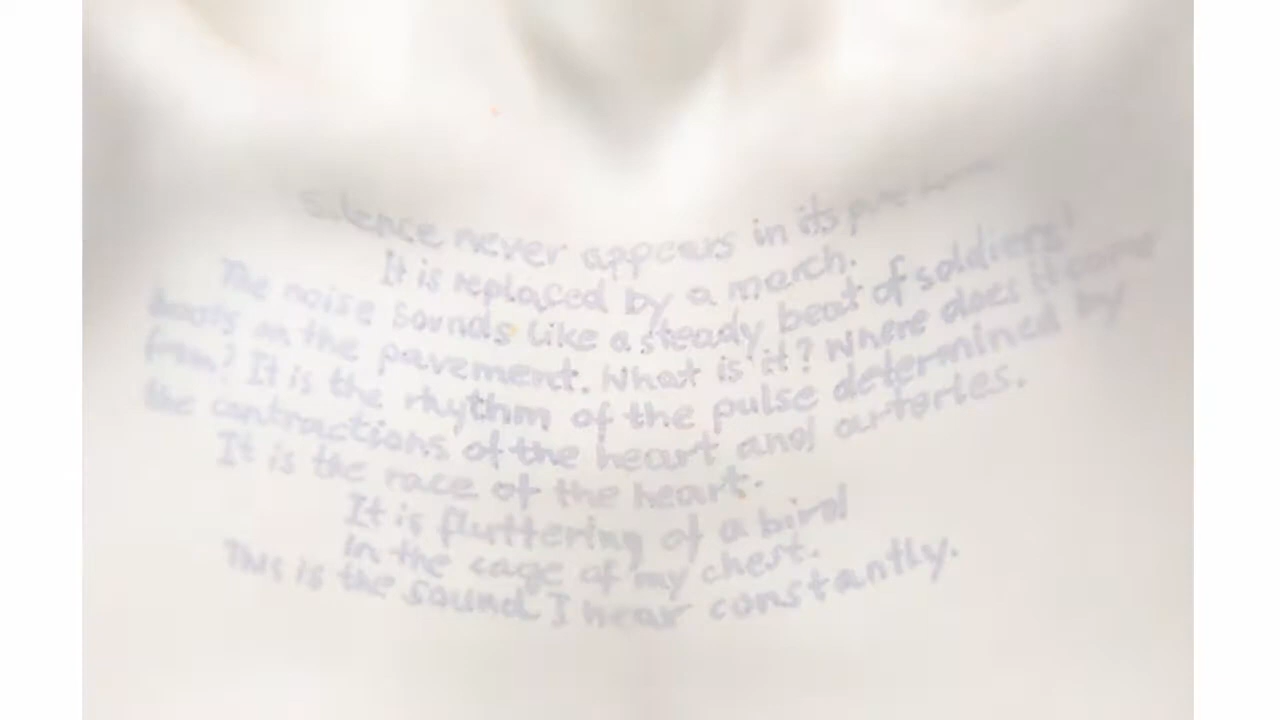 Silence never appears in its pure
It is replaced by a march.
The noise sounds like a steady beat of soldiers'
boots on the pavement. What is it? Where does it come
from? It is the rhythm of the pulse determined by
the contractions of the heart and arteries.
It is the race of the heart.
It is fluttering of a bird
in the cage of my chest.
This is the sound I hear constantly.